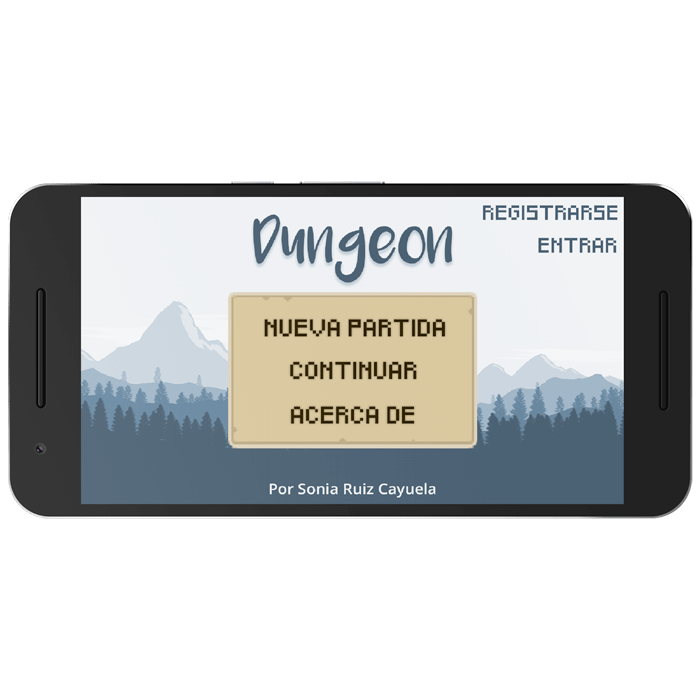 Dungeon
REGISTRARSE
ENTRAR
NUEVA PARTIDA
CONTINUAR
ACERCA DE
Por Sonia Ruiz Cayuela